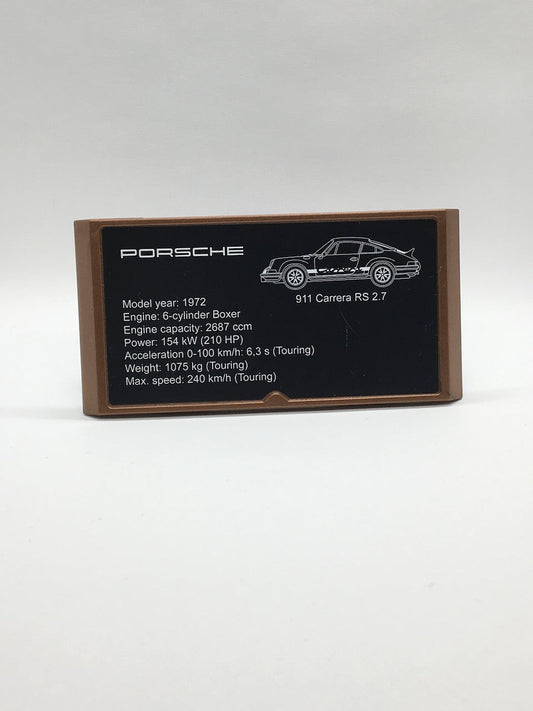 PORSCHE
Carrera
911 Carrera RS 2.7
Model year: 1972
Engine: 6-cylinder Boxer
Engine capacity: 2687 ccm
Power: 154 kW (210 HP)
Acceleration 0-100 km/h: 6,3 s (Touring)
Weight: 1075 kg (Touring)
Max. speed: 240 km/h (Touring)